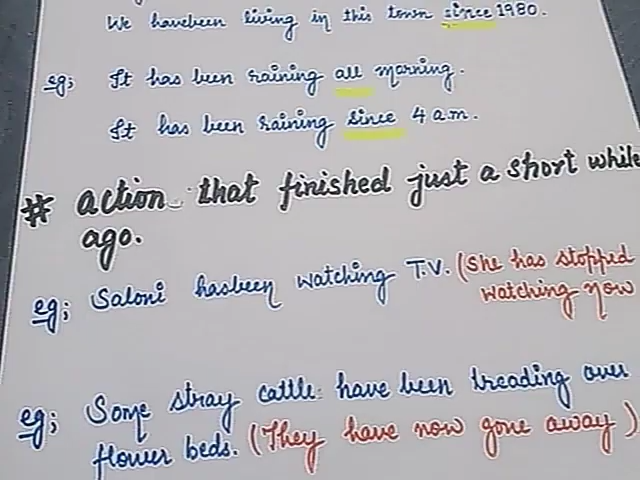 We havebeen living in this town since 1980.
eg; It has been raining all morning.
It has been raining since 4 a.m.
# action that finished just a short while
ago.
eg; Saloni hasbeen watching T.V. (She has stopped
watching now
eg; Some stray cattle have been treading over
flower beds. (They have now gone away)